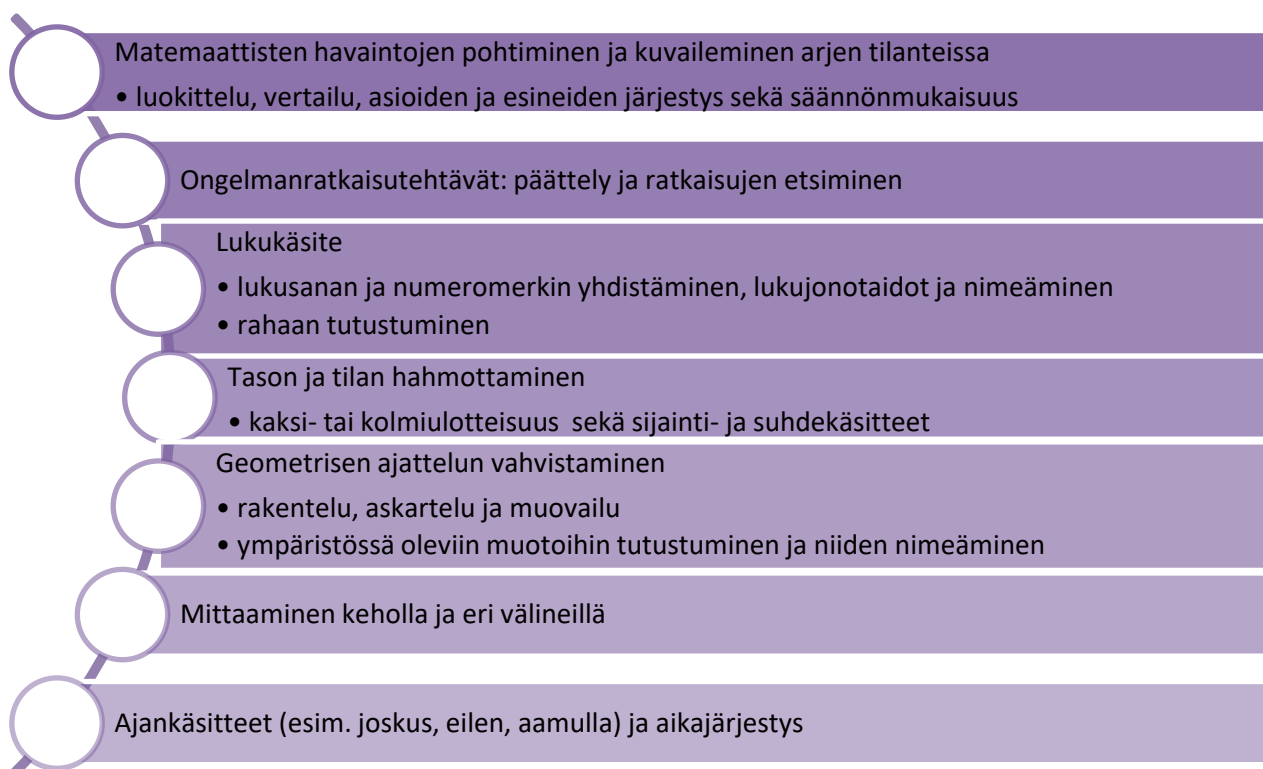 Matemaattisten havaintojen pohtiminen ja kuvaileminen arjen tilanteissa
• luokittelu, vertailu, asioiden ja esineiden järjestys sekä säännönmukaisuus
Ongelmanratkaisutehtävät: päättely ja ratkaisujen etsiminen
Lukukäsite
• lukusanan ja numeromerkin yhdistäminen, lukujonotaidot ja nimeäminen
• rahaan tutustuminen
Tason ja tilan hahmottaminen
• kaksi- tai kolmiulotteisuus sekä sijainti- ja suhdekäsitteet
Geometrisen ajattelun vahvistaminen
• rakentelu, askartelu ja muovailu
• ympäristössä oleviin muotoihin tutustuminen ja niiden nimeäminen
Mittaaminen keholla ja eri välineillä
Ajankäsitteet (esim. joskus, eilen, aamulla) ja aikajärjestys